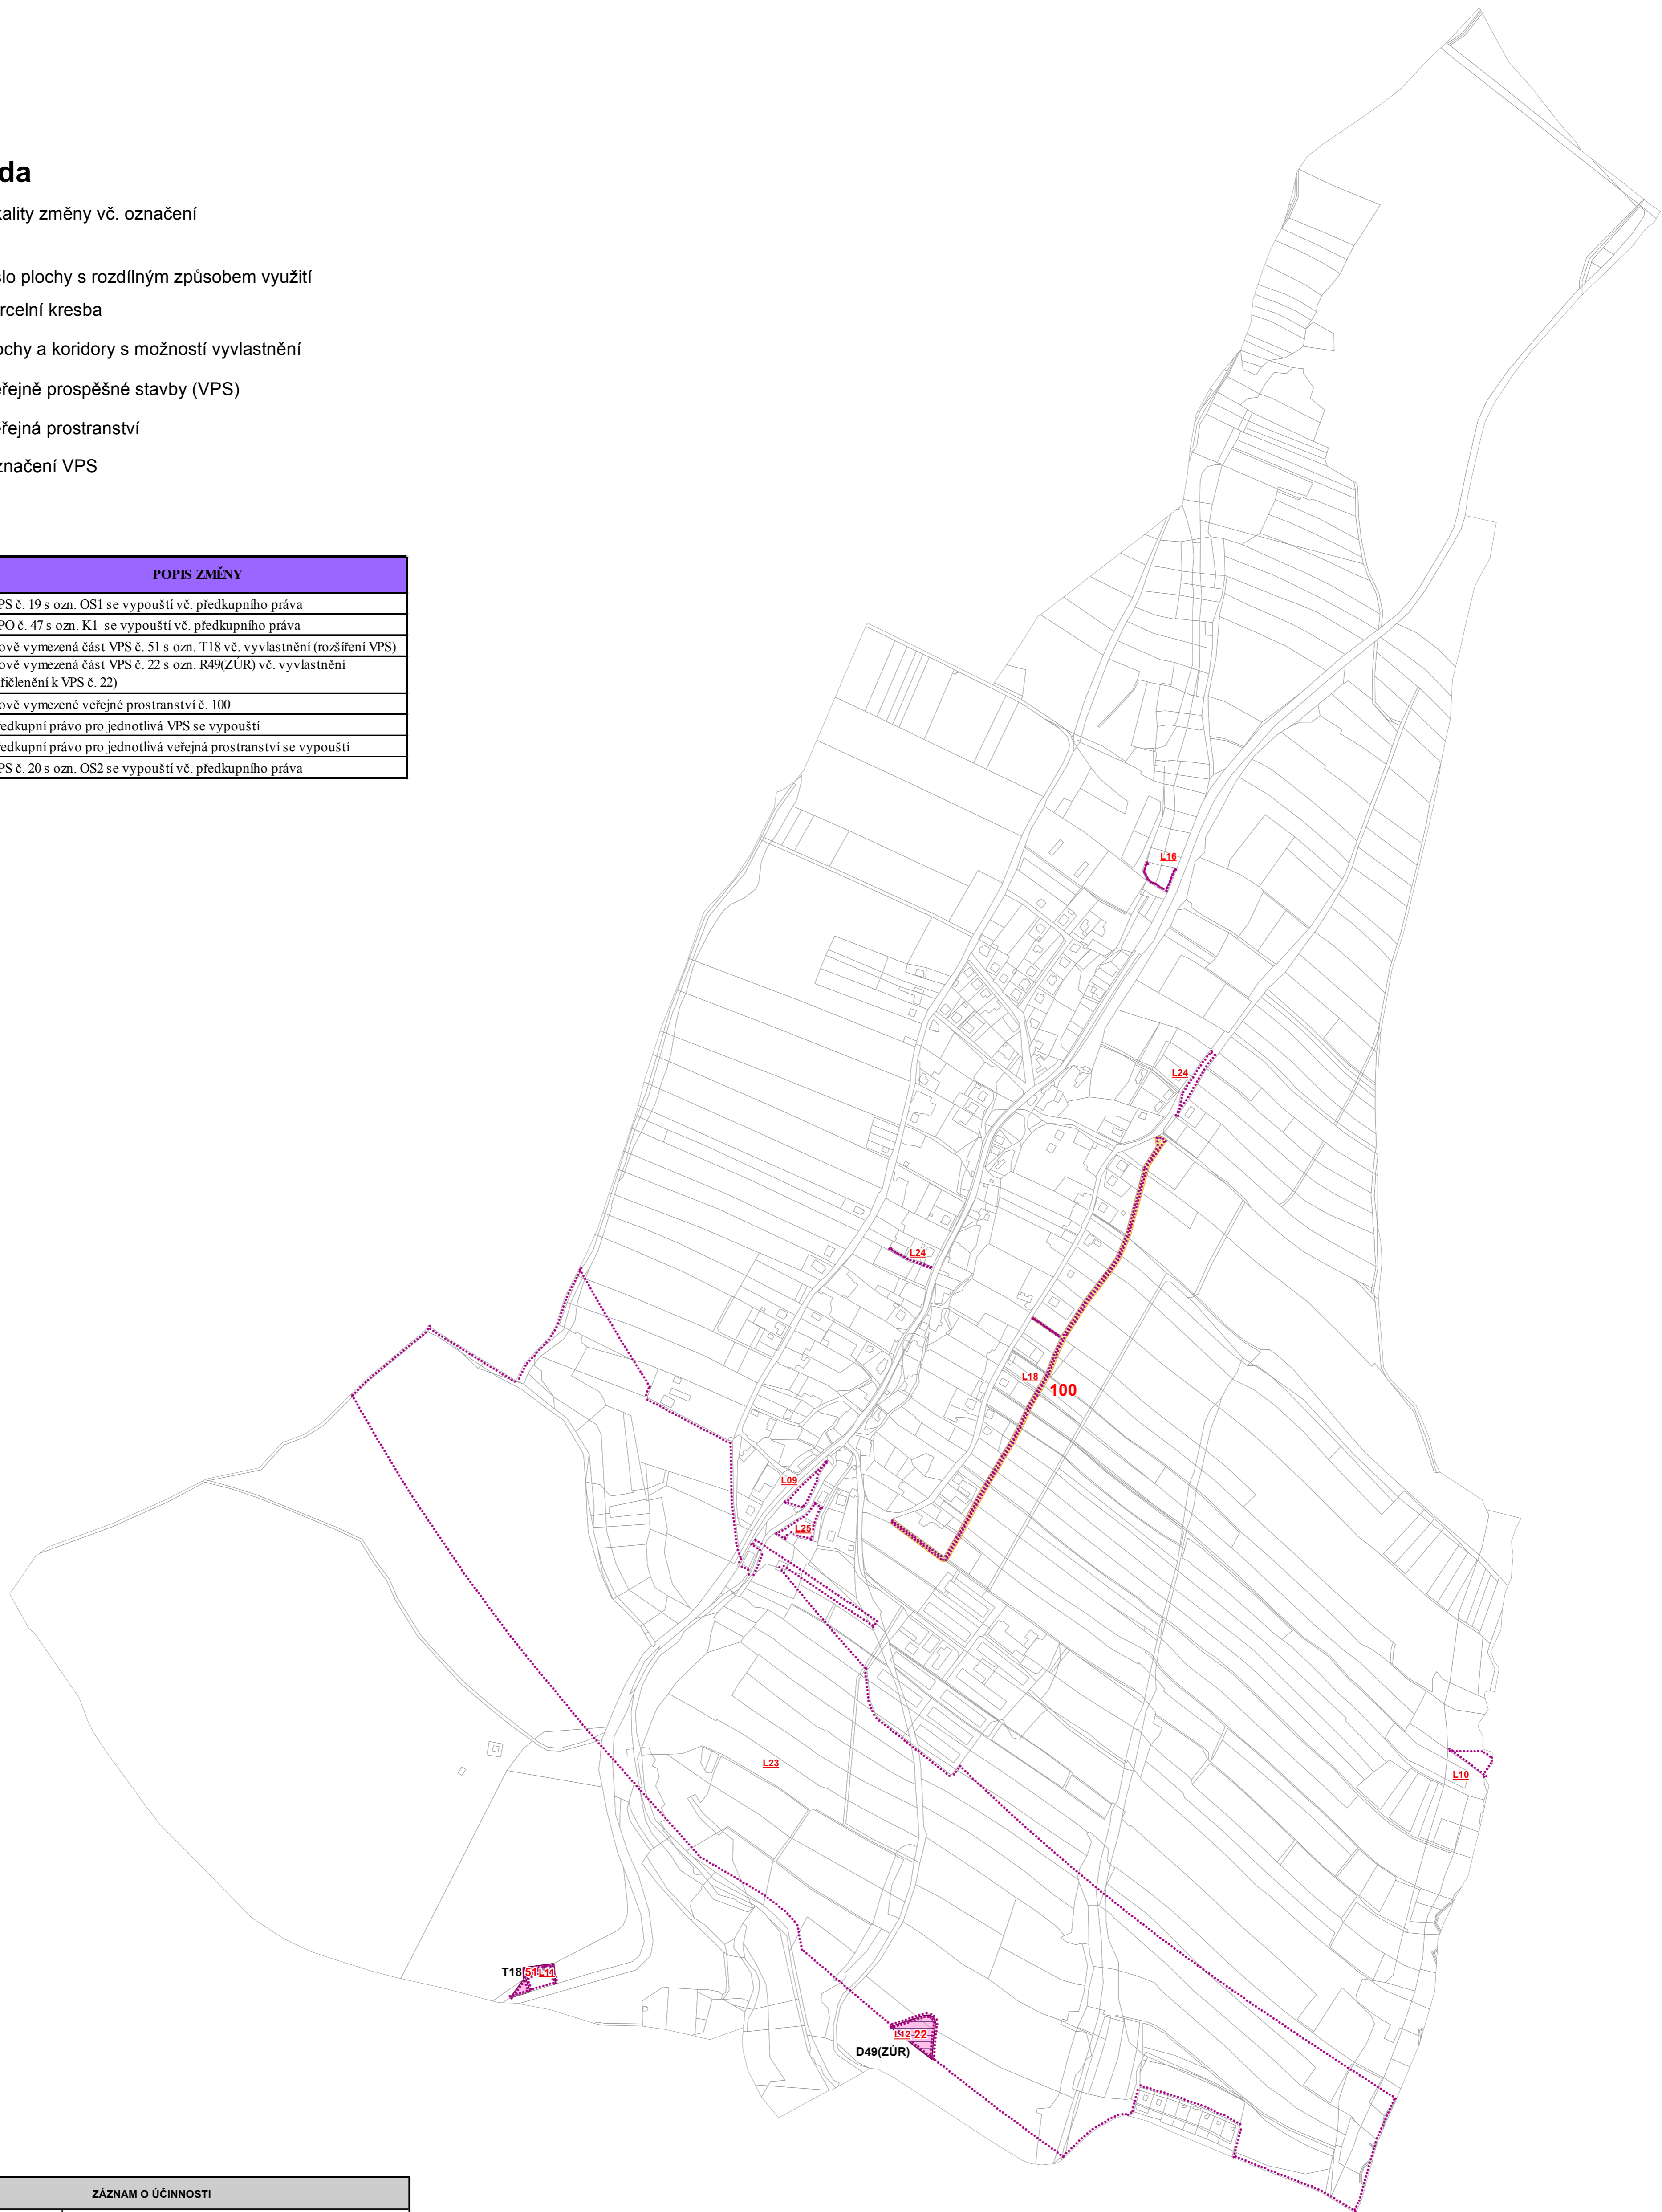 da
kality změny vč. označení
slo plochy s rozdílným způsobem využití
rcelní kresba
ochy a koridory s možností vyvlastnění
eřejně prospěšné stavby (VPS)
eřejná prostranství
značení VPS
POPIS ZMĚNY
PS č. 19 s ozn. OS1 se vypouští vč. předkupního práva
PO č. 47 s ozn. K1 se vypouští vč. předkupního práva
ově vymezená část VPS č. 51 s ozn. T18 vč. vyvlastnění (rozšíření VPS)
ově vymezená část VPS č. 22 s ozn. R49(ZÚR) vč. vyvlastnění
řičlenění k VPS č. 22)
ově vymezené veřejné prostranství č. 100
ředkupní právo pro jednotlivá VPS se vypouští
ředkupní právo pro jednotlivá veřejná prostranství se vypouští
PS č. 20 s ozn. OS2 se vypouští vč. předkupního práva
L16
L24
L24
L18
100
L09
L25
L23
L10
T18 51 L11
L12 22
D49(ZÚR)
ZÁZNAM O ÚČINNOSTI